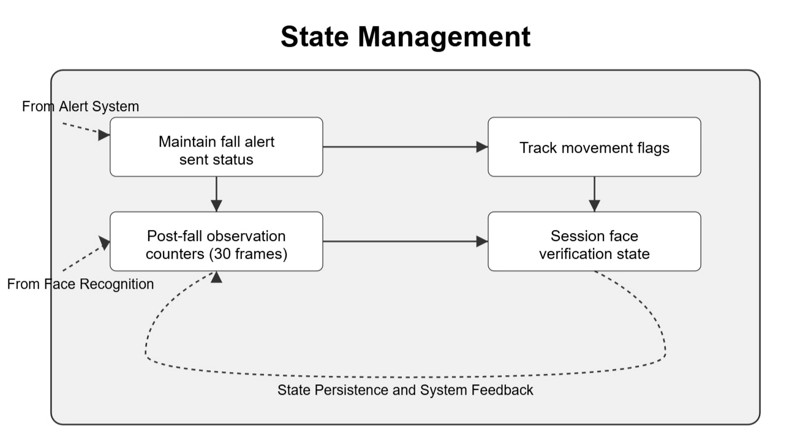 State Management
From Alert System
Maintain fall alert
sent status
Track movement flags
Post-fall observation
counters (30 frames)
Session face
verification state
From Face Recognition
State Persistence and System Feedback